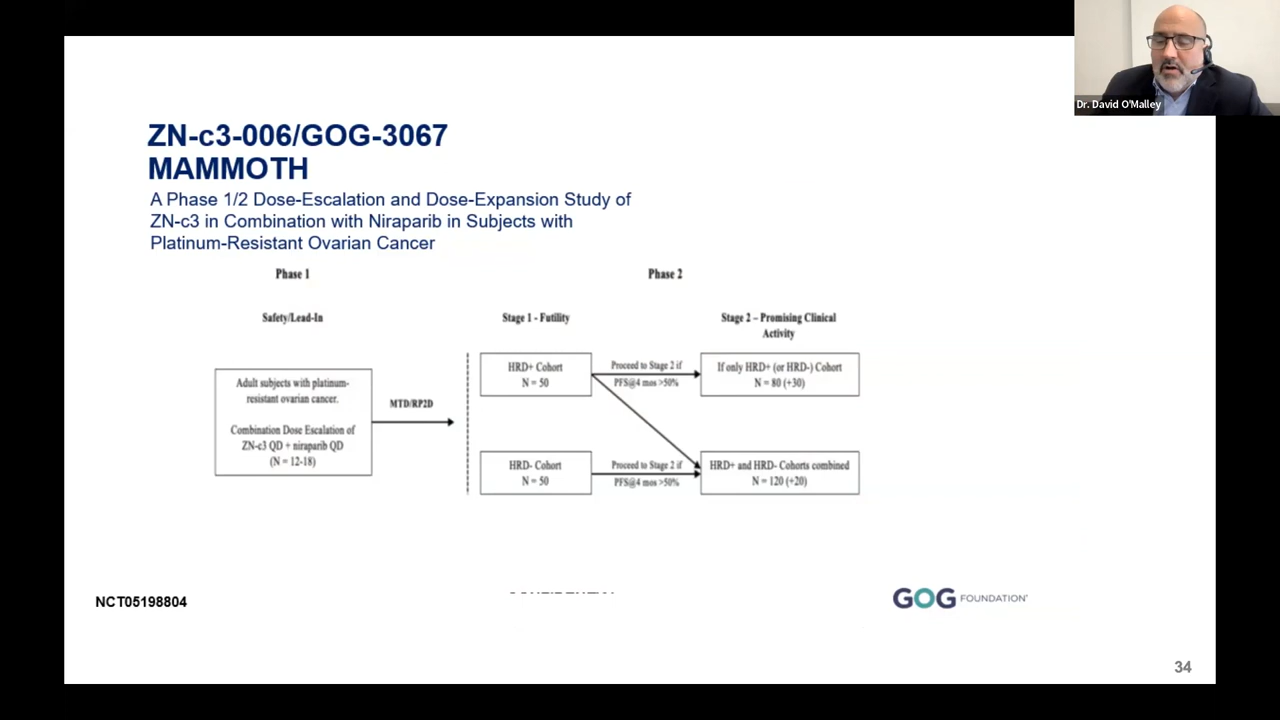 Dr. David O'Malley
ZN-c3-006/GOG-3067
MAMMOTH
A Phase 1/2 Dose-Escalation and Dose-Expansion Study of
ZN-c3 in Combination with Niraparib in Subjects with
Platinum-Resistant Ovarian Cancer
Phase 1
Phase 2
Safety/Lead-In
Stage 1 - Futility
Stage 2 – Promising Clinical
Activity
Adult subjects with platinum-
resistant ovarian cancer.
Combination Dose Escalation of
ZN-c3 QD + niraparib QD
(N = 12-18)
MTD/RP2D
HRD+ Cohort
N = 50
Proceed to Stage 2 if
PFS@4 mos >50%
If only HRD+ (or HRD-) Cohort
N = 80 (+30)
HRD- Cohort
N = 50
Proceed to Stage 2 if
PFS@4 mos >50%
HRD+ and HRD- Cohorts combined
N = 120 (+20)
NCT05198804
GOG FOUNDATION®
34